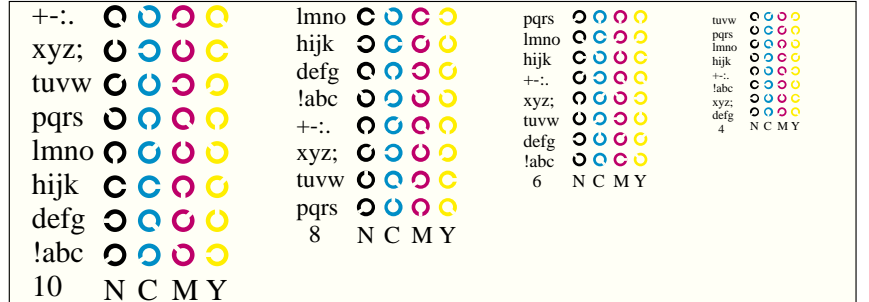 +-:.
xyz;
tuvw
pqrs
lmno
hijk
defg
!abc
10 N C M Y
lmno
hijk
defg
!abc
+-:.
xyz;
tuvw
pqrs
8 N C M Y
pqrs
lmno
hijk
+-:.
xyz;
tuvw
defg
!abc
6 N C M Y
tuvw
pqrs
lmno
hijk
+-:.
!abc
xyz;
defg
4 N C M Y